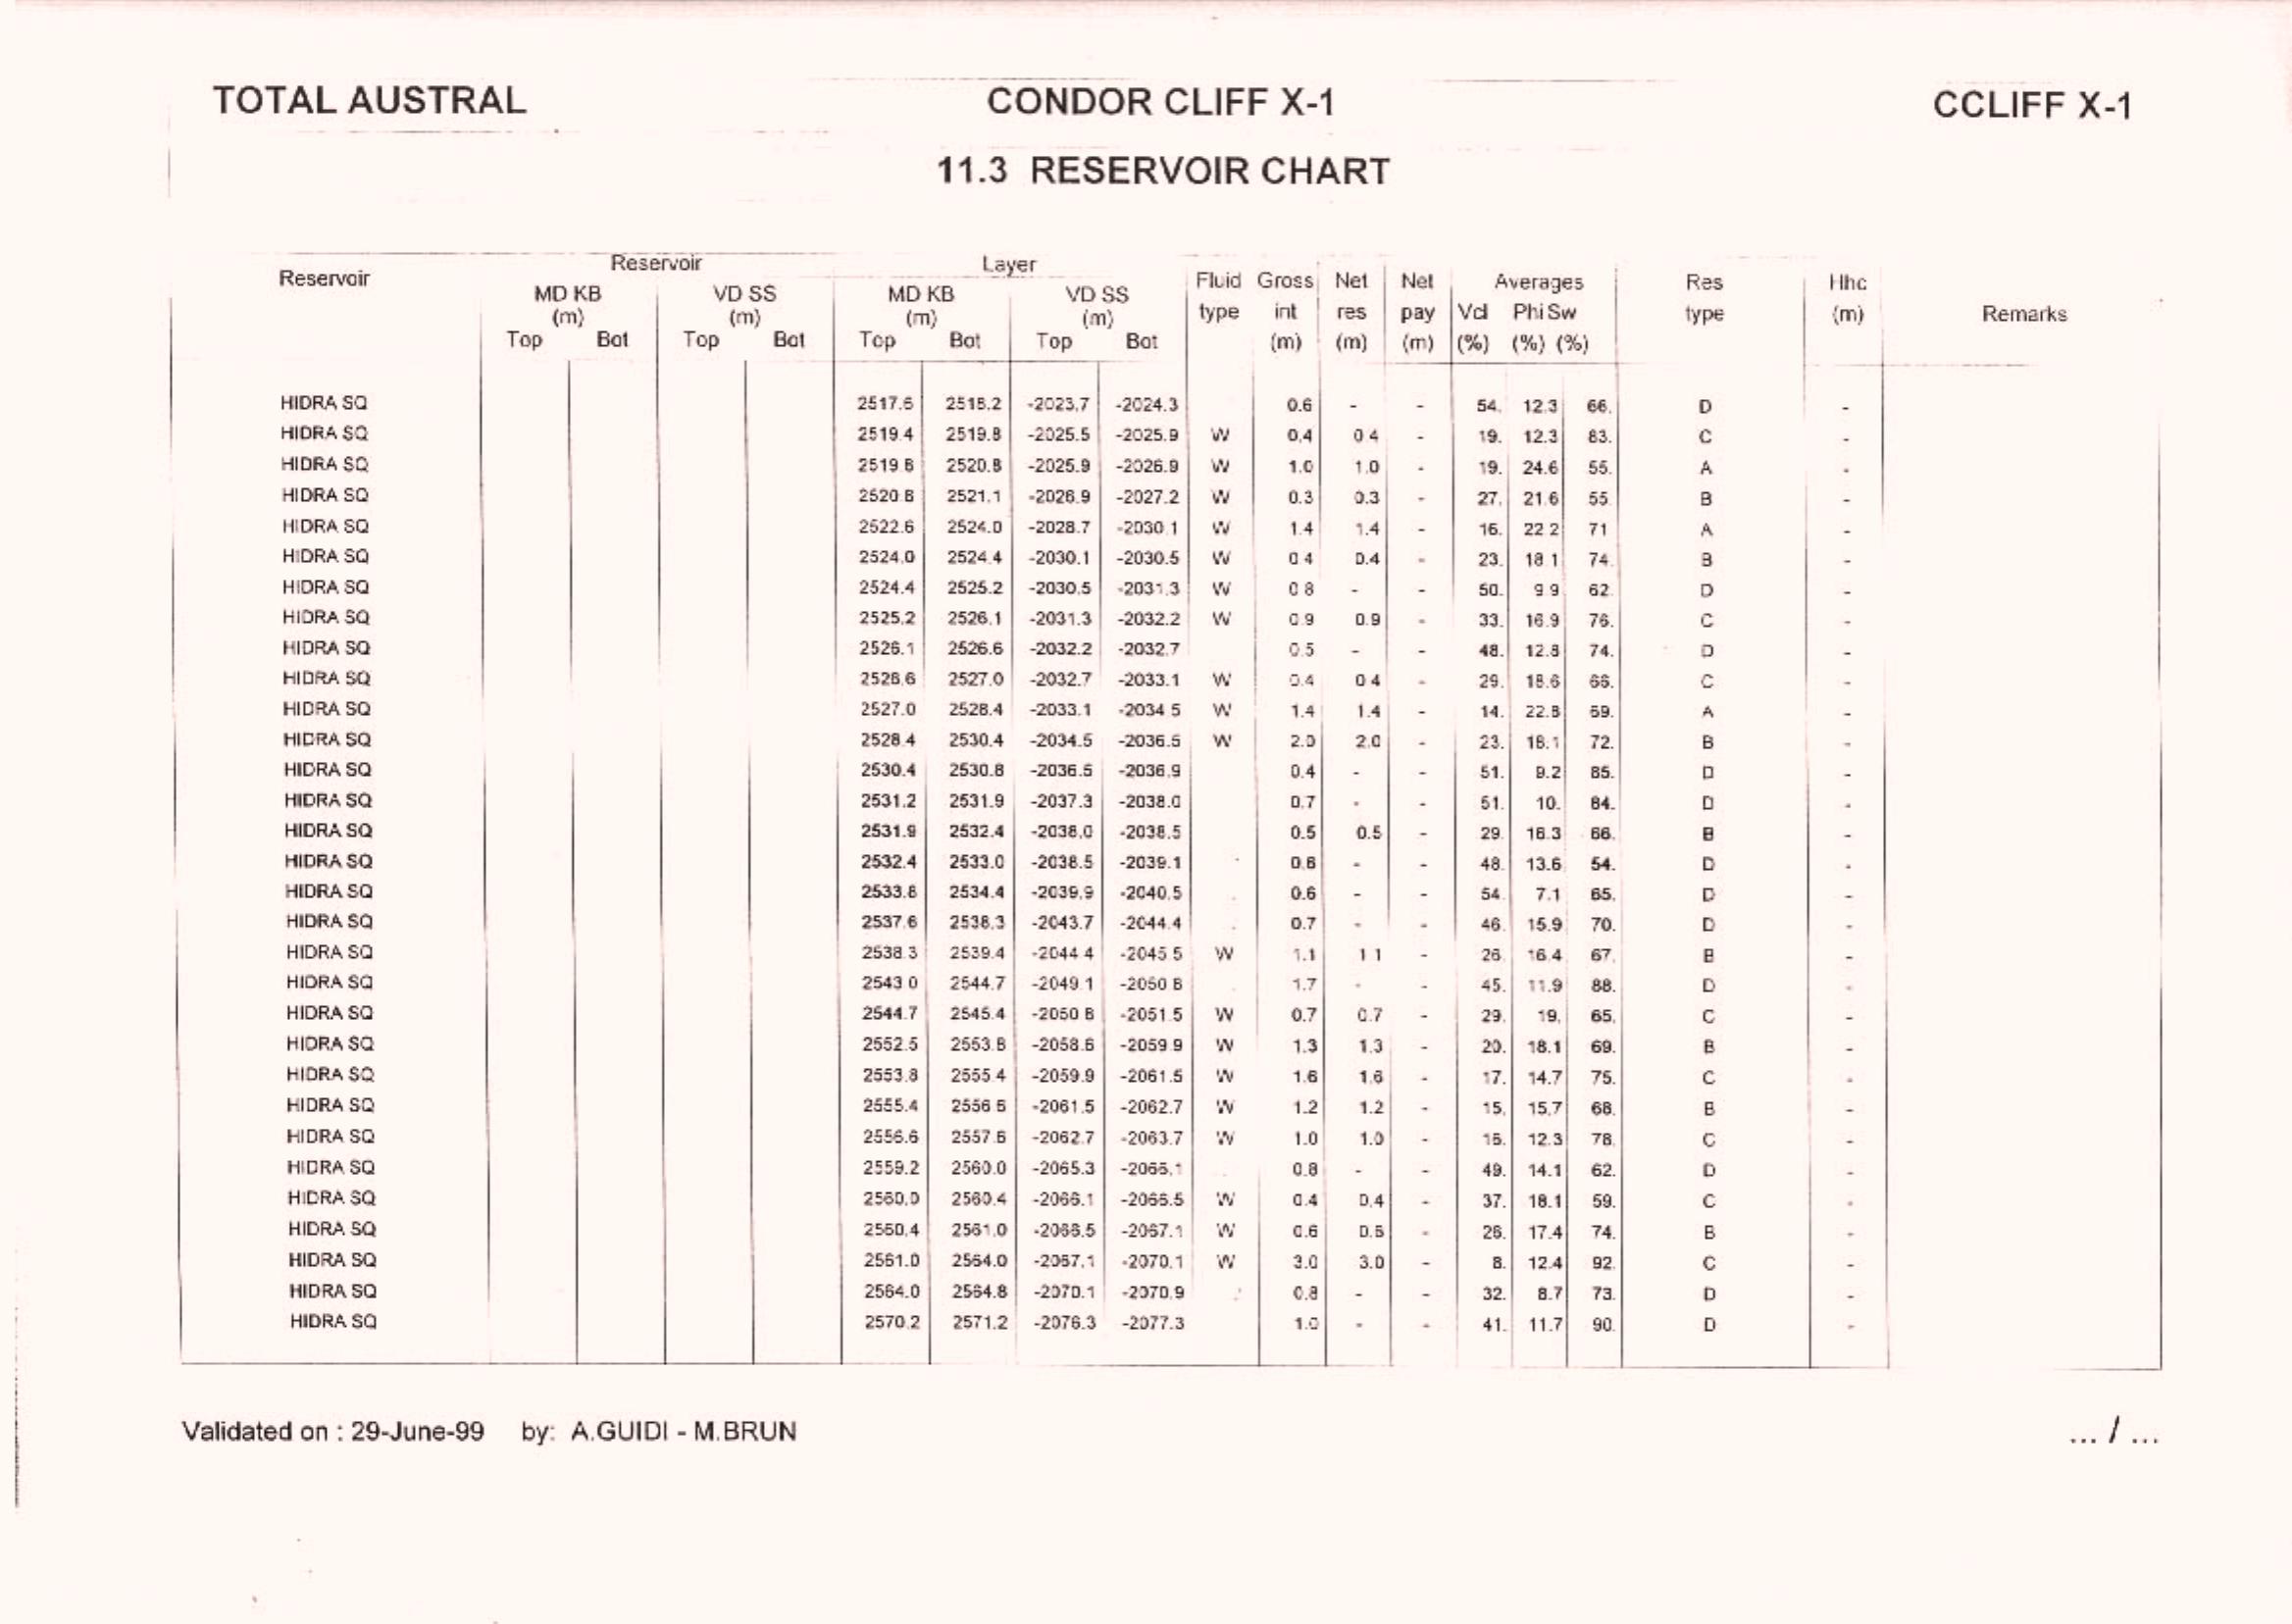 TOTAL AUSTRAL CONDOR CLIFF X-1 CCLIFF X-1
11.3 RESERVOIR CHART
Reservoir Reservoir Layer Fluid Gross Net Net Averages Res Hhc
MD KB VD SS MD KB VD SS type int res pay Vcl Phi Sw type (m) Remarks
(m) (m) (m) (m)
Top Bot Top Bot Top Bot Top Bot (m) (m) (m) (%) (%) (%)
HIDRA SQ 2517.6 2518.2 -2023.7 -2024.3 0.6 - - 54. 12.3 66. D -
HIDRA SQ 2519.4 2519.8 -2025.5 -2025.9 W 0.4 0.4 - 19. 12.3 83. C -
HIDRA SQ 2519.8 2520.8 -2025.9 -2026.9 W 1.0 1.0 - 19. 24.6 55. A -
HIDRA SQ 2520.8 2521.1 -2026.9 -2027.2 W 0.3 0.3 - 27. 21.6 55. B -
HIDRA SQ 2522.6 2524.0 -2028.7 -2030.1 W 1.4 1.4 - 16. 22.2 71 A -
HIDRA SQ 2524.0 2524.4 -2030.1 -2030.5 W 0.4 0.4 - 23. 18.1 74. B -
HIDRA SQ 2524.4 2525.2 -2030.5 -2031.3 W 0.8 - - 50. 9.9 62. D -
HIDRA SQ 2525.2 2526.1 -2031.3 -2032.2 W 0.9 0.9 - 33. 16.9 76. C -
HIDRA SQ 2526.1 2526.6 -2032.2 -2032.7 0.5 - - 48. 12.8 74. D -
HIDRA SQ 2526.6 2527.0 -2032.7 -2033.1 W 0.4 0.4 - 29. 18.6 66. C -
HIDRA SQ 2527.0 2528.4 -2033.1 -2034.5 W 1.4 1.4 - 14. 22.8 59. A -
HIDRA SQ 2528.4 2530.4 -2034.5 -2036.5 W 2.0 2.0 - 23. 18.1 72. B -
HIDRA SQ 2530.4 2530.8 -2036.5 -2036.9 0.4 - - 51. 9.2 85. D -
HIDRA SQ 2531.2 2531.9 -2037.3 -2038.0 0.7 - - 51. 10. 84. D -
HIDRA SQ 2531.9 2532.4 -2038.0 -2038.5 0.5 0.5 - 29. 16.3 66. B -
HIDRA SQ 2532.4 2533.0 -2038.5 -2039.1 0.6 - - 48. 13.6 54. D -
HIDRA SQ 2533.8 2534.4 -2039.9 -2040.5 0.6 - - 54. 7.1 65. D -
HIDRA SQ 2537.6 2538.3 -2043.7 -2044.4 0.7 - - 46. 15.9 70. D -
HIDRA SQ 2538.3 2539.4 -2044.4 -2045.5 W 1.1 1.1 - 26. 16.4 67. B -
HIDRA SQ 2543.0 2544.7 -2049.1 -2050.8 1.7 - - 45. 11.9 88. D -
HIDRA SQ 2544.7 2545.4 -2050.8 -2051.5 W 0.7 0.7 - 29. 19. 65. C -
HIDRA SQ 2552.5 2553.8 -2058.6 -2059.9 W 1.3 1.3 - 20. 18.1 69. B -
HIDRA SQ 2553.8 2555.4 -2059.9 -2061.5 W 1.6 1.6 - 17. 14.7 75. C -
HIDRA SQ 2555.4 2556.6 -2061.5 -2062.7 W 1.2 1.2 - 15. 15.7 68. B -
HIDRA SQ 2556.6 2557.6 -2062.7 -2063.7 W 1.0 1.0 - 15. 12.3 78. C -
HIDRA SQ 2559.2 2560.0 -2065.3 -2066.1 0.8 - - 49. 14.1 62. D -
HIDRA SQ 2560.0 2560.4 -2066.1 -2066.5 W 0.4 0.4 - 37. 18.1 59. C -
HIDRA SQ 2560.4 2561.0 -2066.5 -2067.1 W 0.6 0.6 - 26. 17.4 74. B -
HIDRA SQ 2561.0 2564.0 -2067.1 -2070.1 W 3.0 3.0 - 8. 12.4 92. C -
HIDRA SQ 2564.0 2564.8 -2070.1 -2070.9 0.8 - - 32. 8.7 73. D -
HIDRA SQ 2570.2 2571.2 -2076.3 -2077.3 1.0 - - 41. 11.7 90. D -
Validated on : 29-June-99 by: A.GUIDI - M.BRUN ... / ...